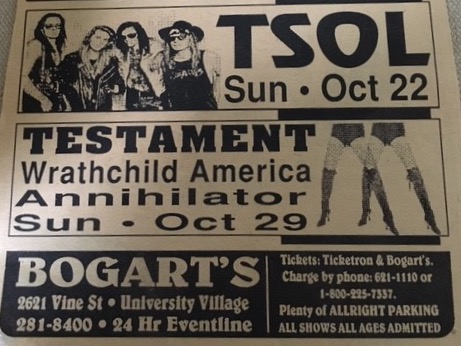 TSOL
Sun • Oct 22
TESTAMENT
Wrathchild America
Annihilator
Sun • Oct 29
BOGART'S
2621 Vine St • University Village
281-8400 • 24 Hr Eventline
Tickets: Ticketron & Bogart's.
Charge by phone: 621-1110 or
1-800-225-7337.
Plenty of ALLRIGHT PARKING
ALL SHOWS ALL AGES ADMITTED